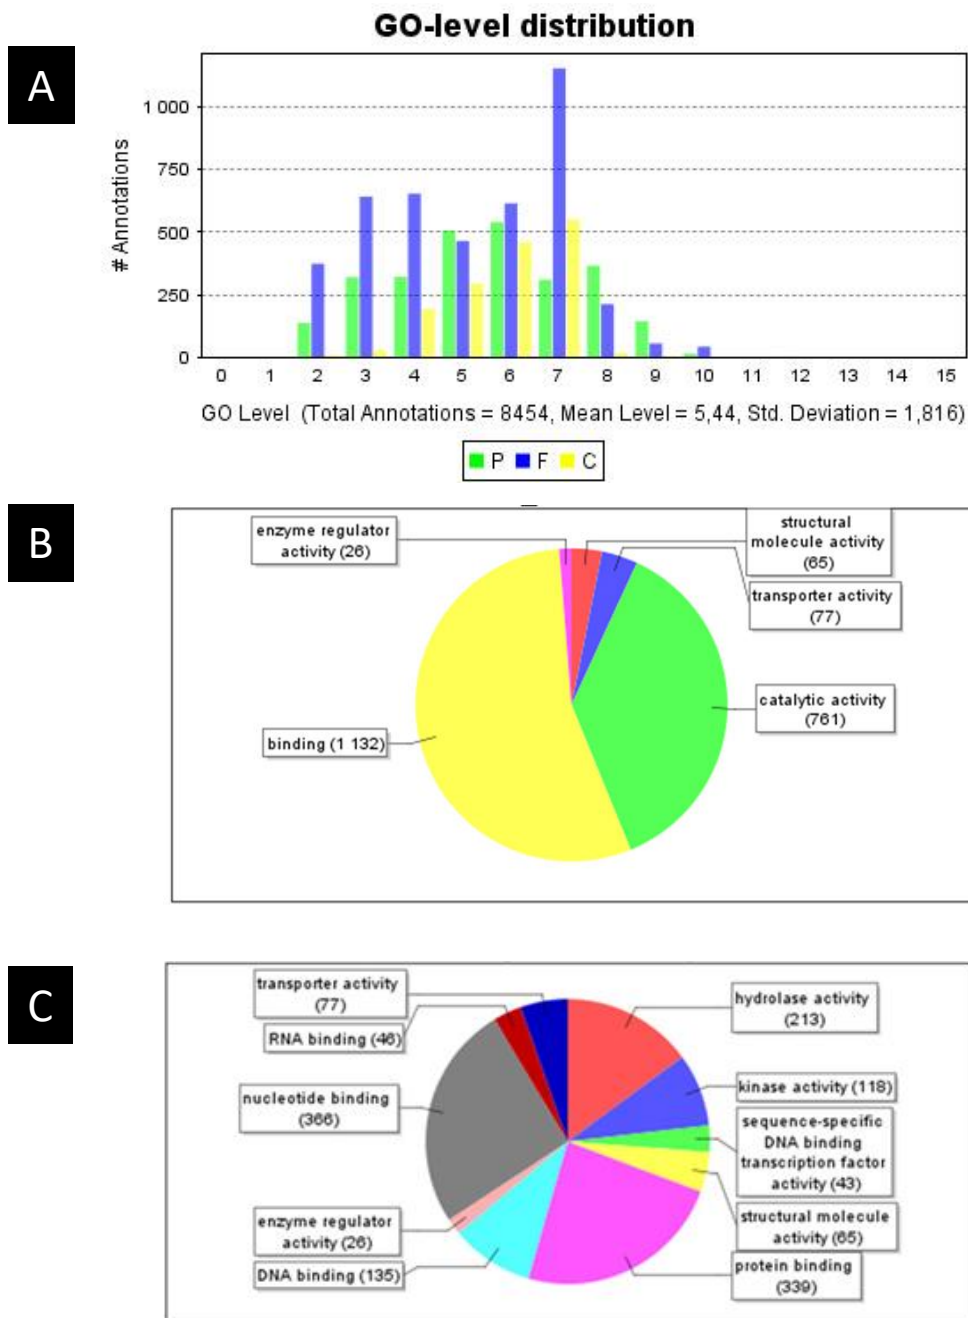 GO-level distribution
A
# Annotations
1 000
750
500
250
0
0 1 2 3 4 5 6 7 8 9 10 11 12 13 14 15
GO Level (Total Annotations = 8454, Mean Level = 5,44, Std. Deviation = 1,816)
P F C
B
enzyme regulator
activity (26)
structural
molecule activity
(65)
transporter activity
(77)
catalytic activity
(761)
binding (1 132)
C
transporter activity
(77)
RNA binding (46)
nucleotide binding
(366)
enzyme regulator
activity (26)
DNA binding (135)
hydrolase activity
(213)
kinase activity (118)
sequence-specific
DNA binding
transcription factor
activity (43)
structural molecule
activity (65)
protein binding
(339)